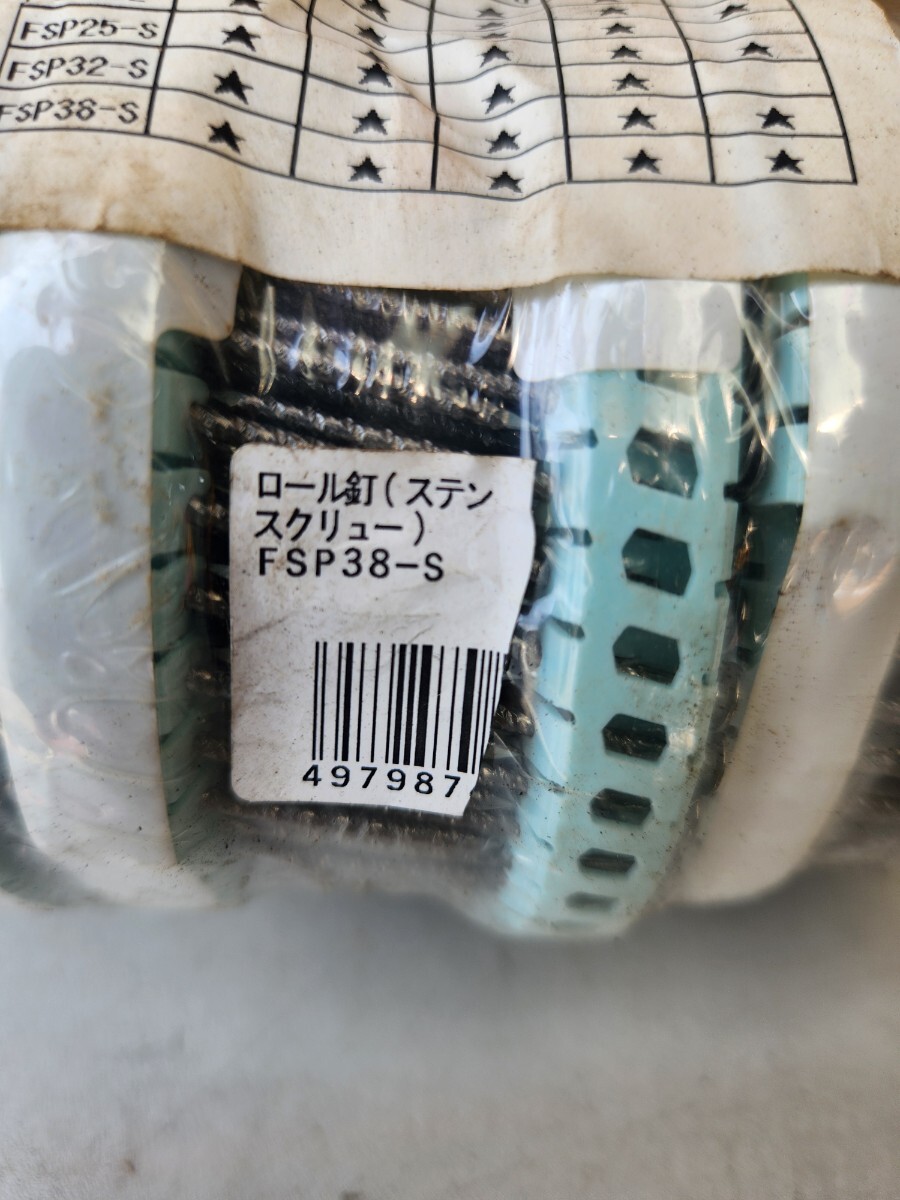 FSP25-S ★ ★ ★ ★ ★
FSP32-S ★ ★ ★ ★ ★
FSP38-S ★ ★ ★ ★ ★
ロール釘(ステン
スクリュー)
FSP38-S
497987